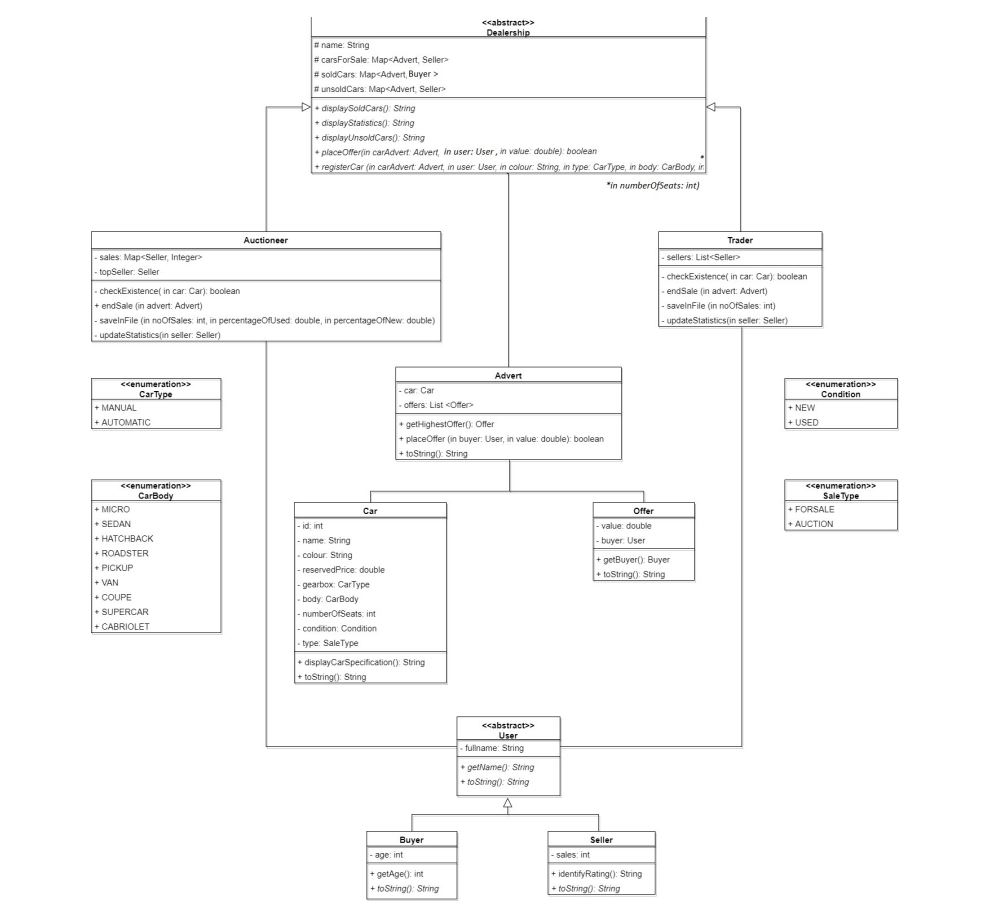 <<abstract>>
Dealership
# name: String
# carsForSale: Map<Advert, Seller>
# soldCars: Map<Advert, Buyer >
# unsoldCars: Map<Advert, Seller>
+ displaySoldCars(): String
+ displayStatistics(): String
+ displayUnsoldCars(): String
+ placeOffer(in carAdvert: Advert, in user: User , in value: double): boolean
*
+ registerCar (in carAdvert: Advert, in user: User, in colour: String, in type: CarType, in body: CarBody, ir
*in numberOfSeats: int)
Auctioneer
- sales: Map<Seller, Integer>
- topSeller: Seller
- checkExistence( in car: Car): boolean
+ endSale (in advert: Advert)
- saveInFile (in noOfSales: int, in percentageOfUsed: double, in percentageOfNew: double)
- updateStatistics(in seller: Seller)
Trader
- sellers: List<Seller>
- checkExistence( in car: Car): boolean
- endSale (in advert: Advert)
- saveInFile (in noOfSales: int)
- updateStatistics(in seller: Seller)
Advert
- car: Car
- offers: List <Offer>
+ getHighestOffer(): Offer
+ placeOffer (in buyer: User, in value: double): boolean
+ toString(): String
<<enumeration>>
CarType
+ MANUAL
+ AUTOMATIC
<<enumeration>>
Condition
+ NEW
+ USED
<<enumeration>>
CarBody
+ MICRO
+ SEDAN
+ HATCHBACK
+ ROADSTER
+ PICKUP
+ VAN
+ COUPE
+ SUPERCAR
+ CABRIOLET
<<enumeration>>
SaleType
+ FORSALE
+ AUCTION
Car
- id: int
- name: String
- colour: String
- reservedPrice: double
- gearbox: CarType
- body: CarBody
- numberOfSeats: int
- condition: Condition
- type: SaleType
+ displayCarSpecification(): String
+ toString(): String
Offer
- value: double
- buyer: User
+ getBuyer(): Buyer
+ toString(): String
<<abstract>>
User
- fullname: String
+ getName(): String
+ toString(): String
Buyer
- age: int
+ getAge(): int
+ toString(): String
Seller
- sales: int
+ identifyRating(): String
+ toString(): String